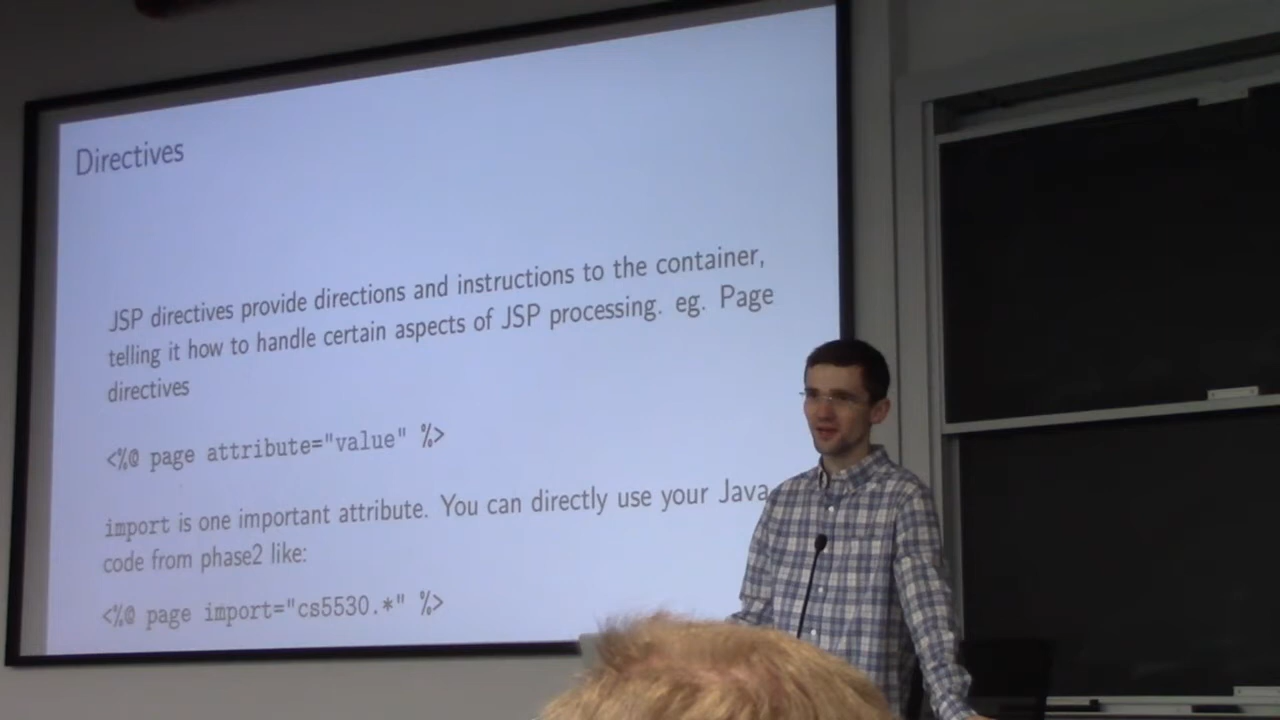 Directives
JSP directives provide directions and instructions to the container,
telling it how to handle certain aspects of JSP processing. eg. Page
directives
<%@ page attribute="value" %>
import is one important attribute. You can directly use your Java
code from phase2 like:
<%@ page import="cs5530.*" %>